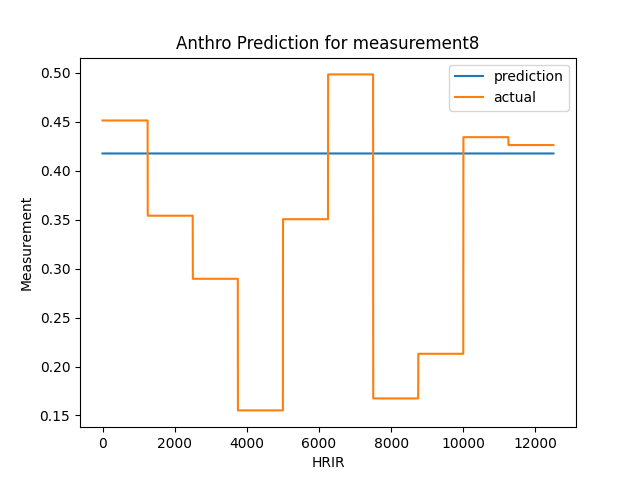 Anthro Prediction for measurement8
prediction
actual
Measurement
0.50
0.45
0.40
0.35
0.30
0.25
0.20
0.15
0 2000 4000 6000 8000 10000 12000
HRIR